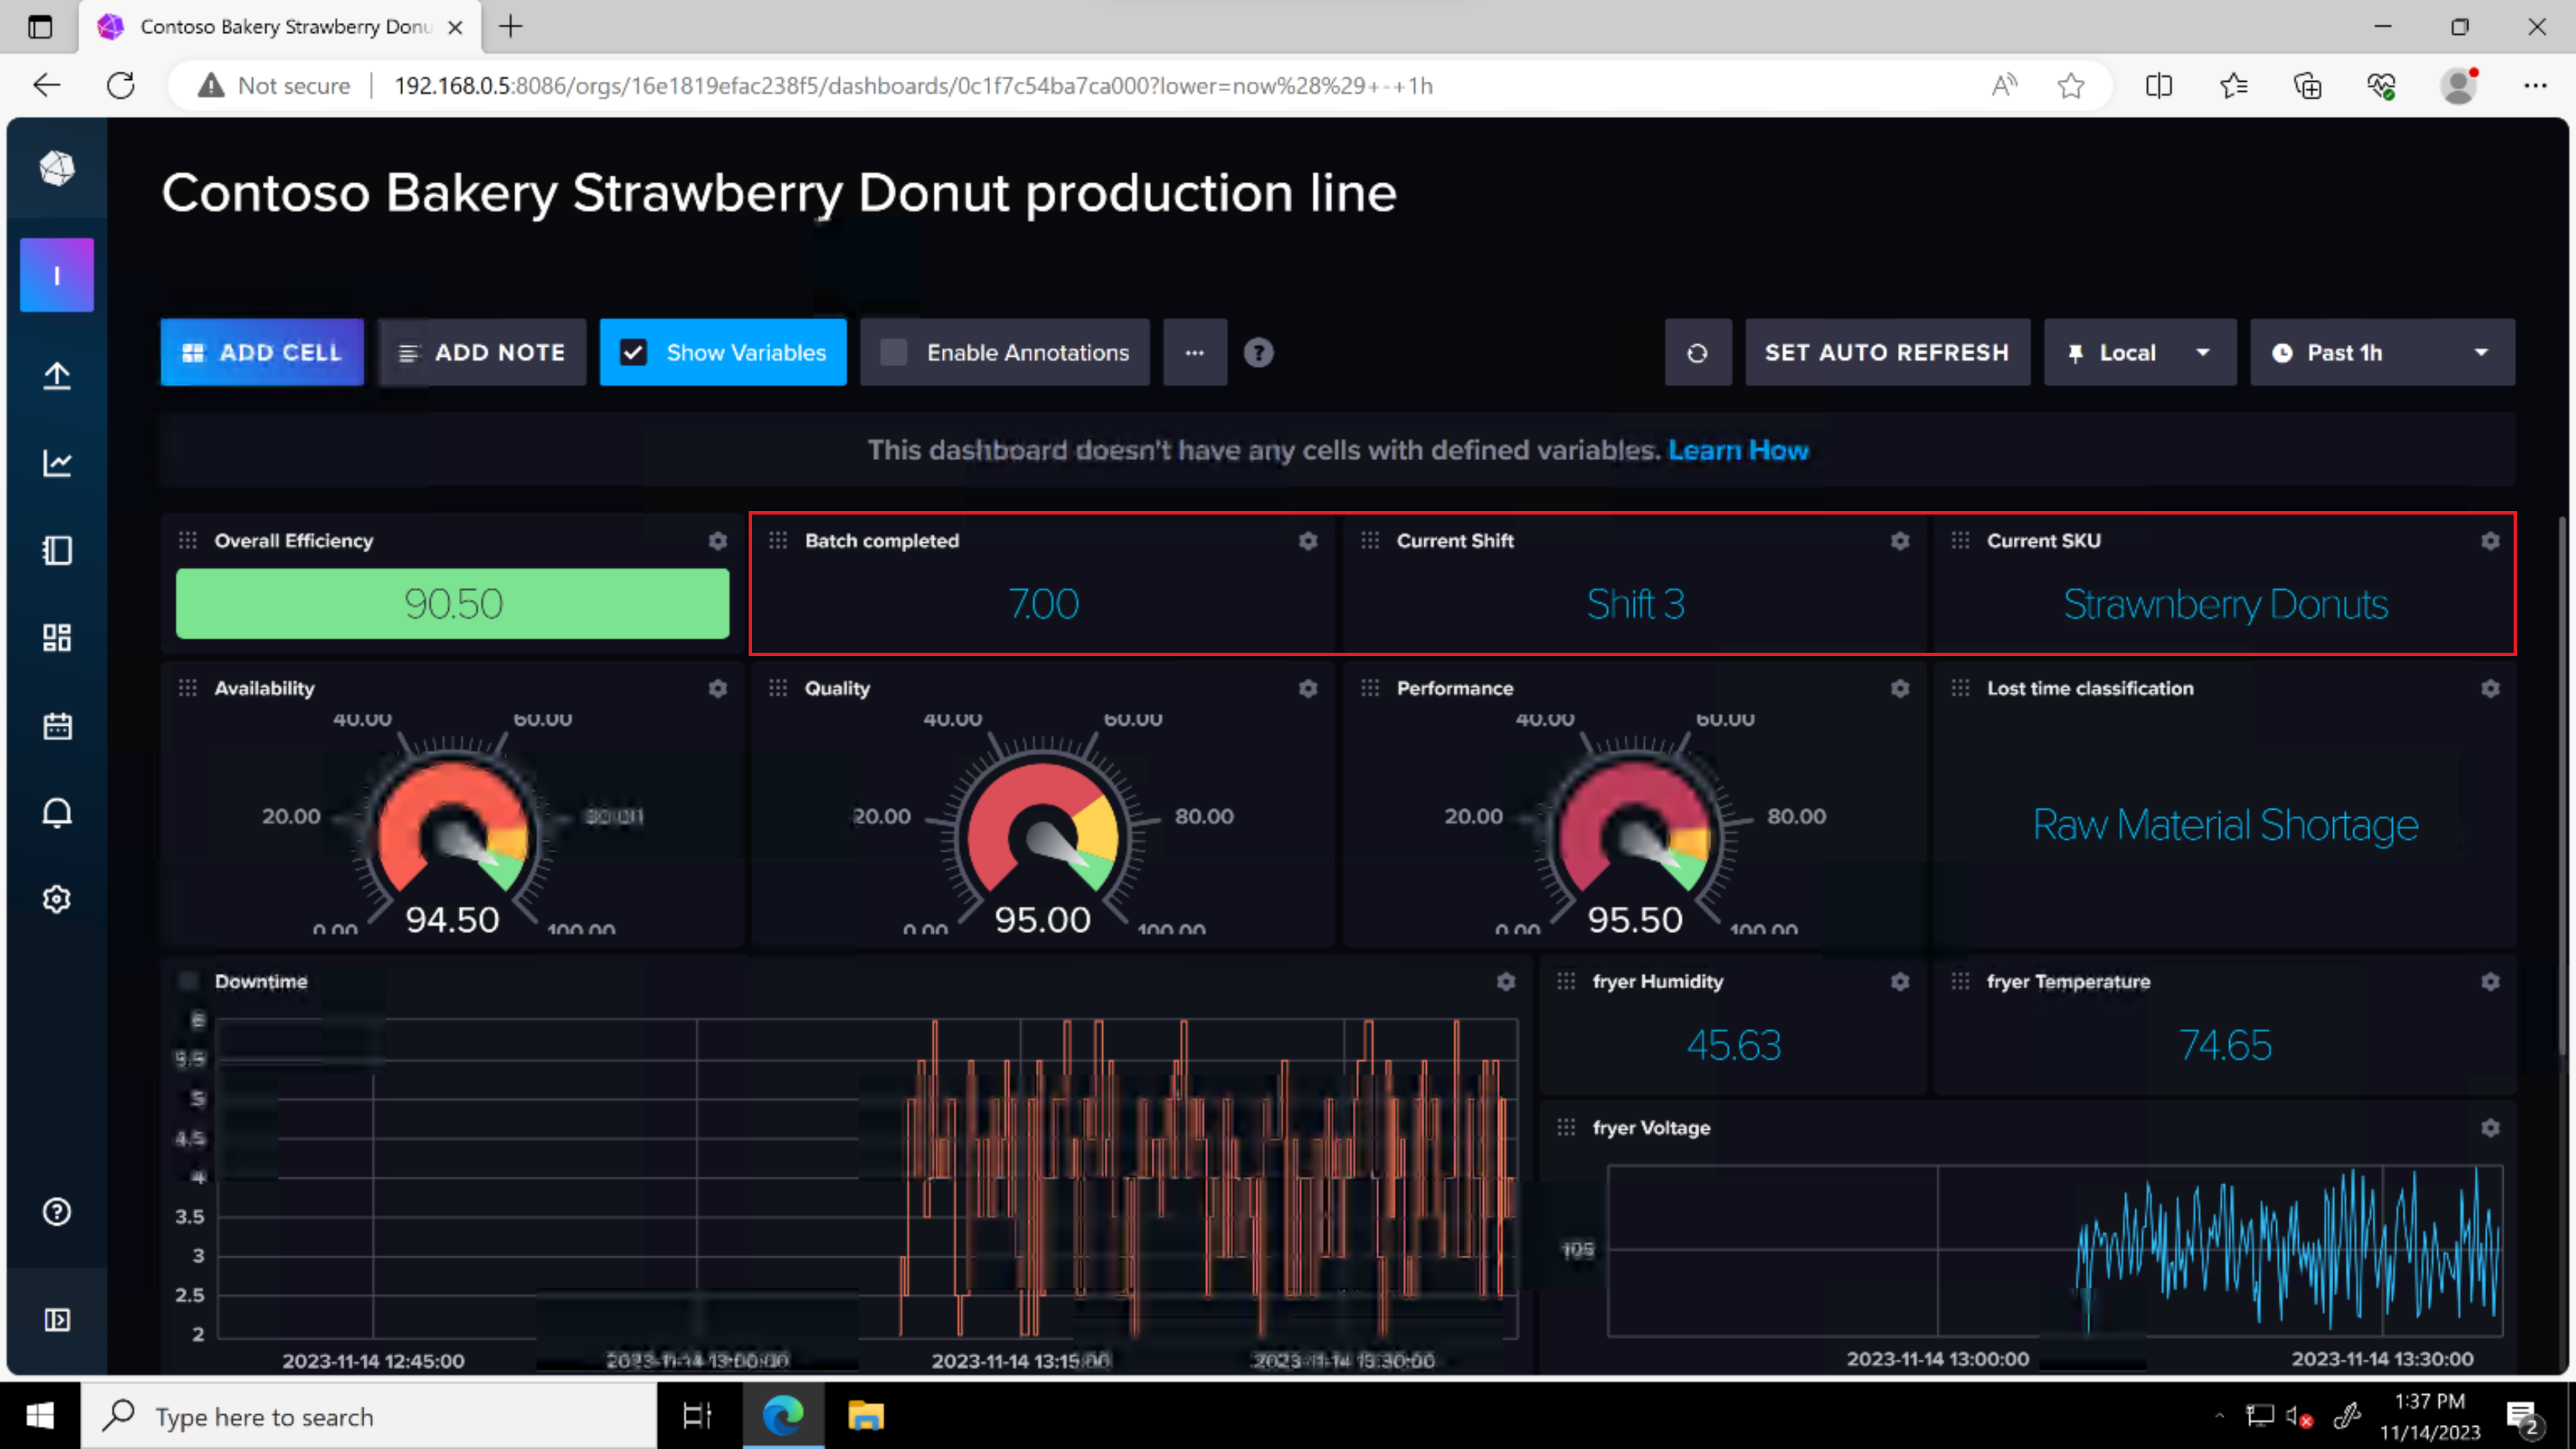 Contoso Bakery Strawberry Donu
Not secure
192.168.0.5:8086/orgs/16e1819efac238f5/dashboards/0c1f7c54ba7ca000?lower=now%28%29+-+1h
Contoso Bakery Strawberry Donut production line
I
ADD CELL
ADD NOTE
Show Variables
Enable Annotations
SET AUTO REFRESH
Local
Past 1h
This dashboard doesn't have any cells with defined variables. Learn How
Overall Efficiency
90.50
Batch completed
7.00
Current Shift
Shift 3
Current SKU
Strawnberry Donuts
Availability
0.00
20.00
40.00
60.00
100.00
94.50
Quality
0.00
20.00
40.00
60.00
80.00
100.00
95.00
Performance
0.00
20.00
40.00
60.00
80.00
100.00
95.50
Lost time classification
Raw Material Shortage
Downtime
6
5.5
5
4.5
4
3.5
3
2.5
2
2023-11-14 12:45:00
2023-11-14 13:00:00
2023-11-14 13:15:00
2023-11-14 13:30:00
fryer Humidity
45.63
fryer Temperature
74.65
fryer Voltage
105
2023-11-14 13:00:00
2023-11-14 13:30:00
Type here to search
1:37 PM
11/14/2023
2